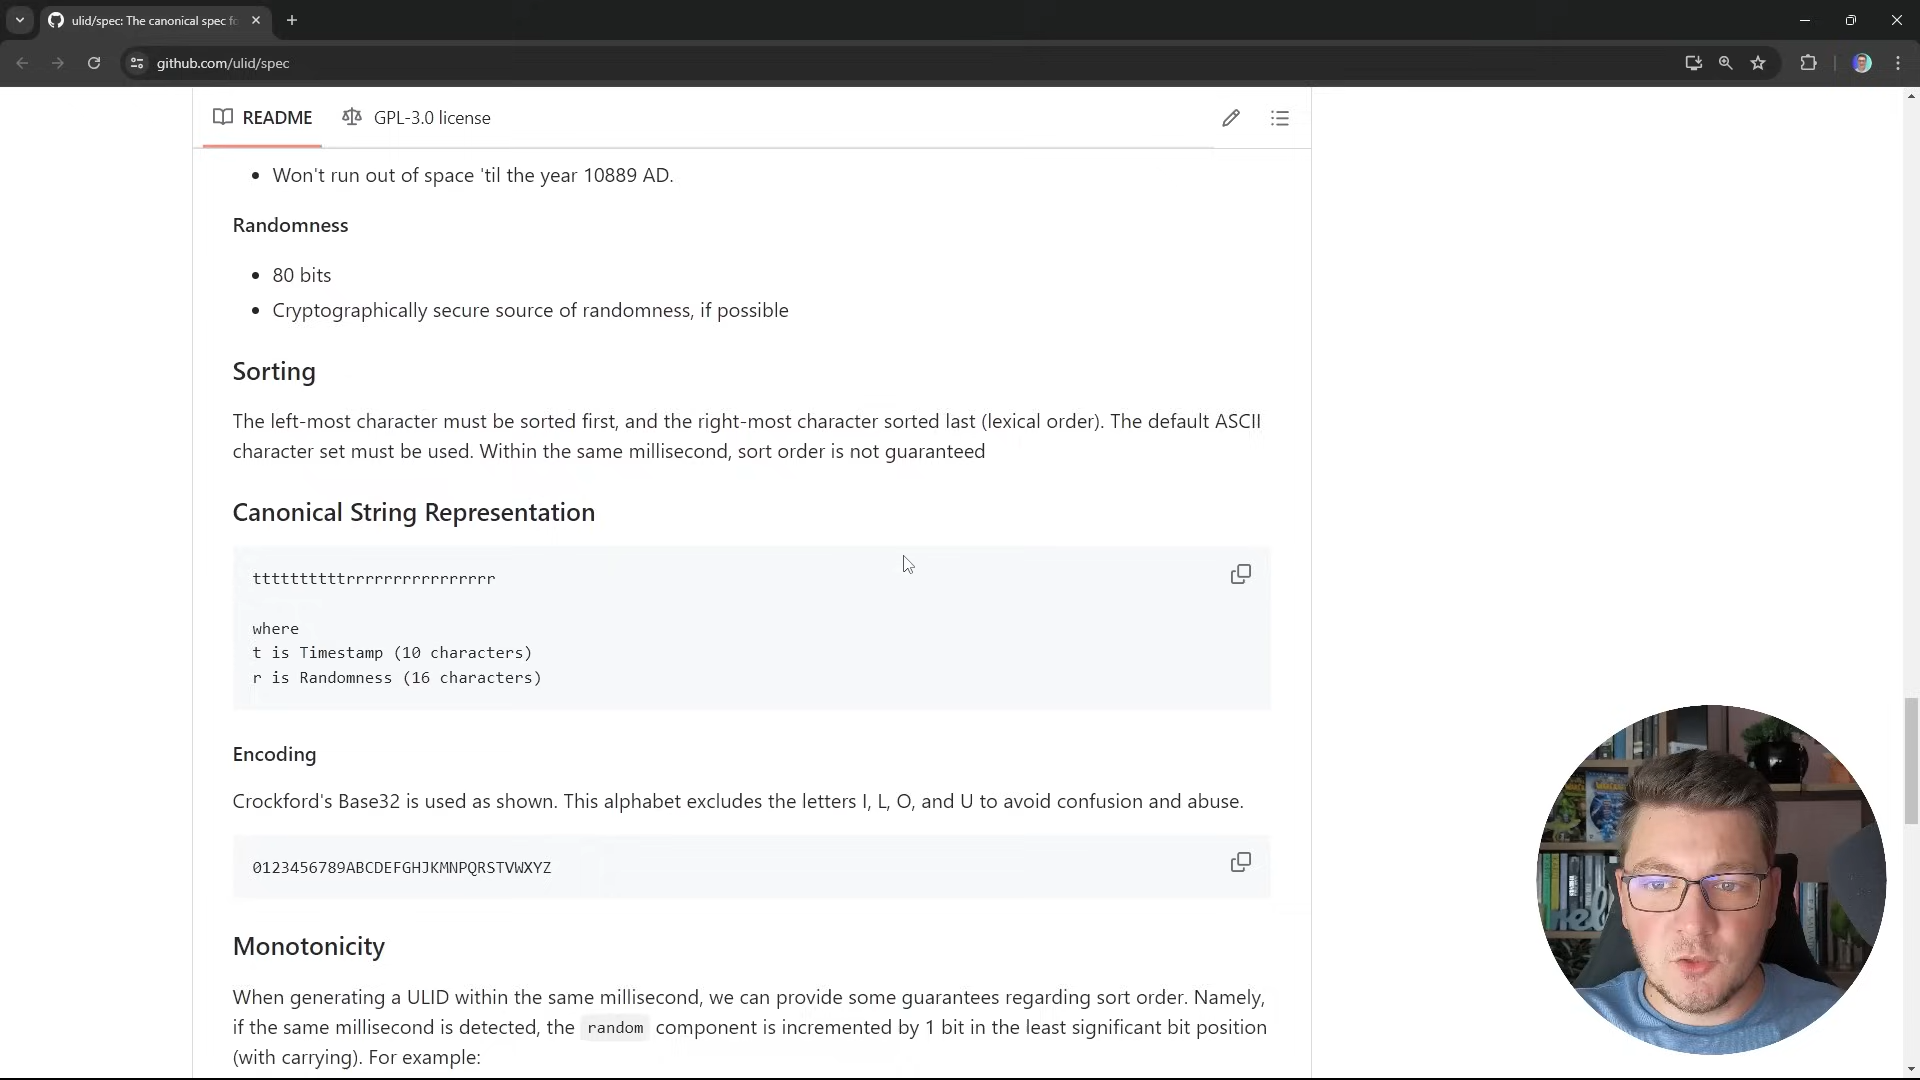 ulid/spec: The canonical spec fo
github.com/ulid/spec
README
GPL-3.0 license
Won't run out of space 'til the year 10889 AD.
Randomness
80 bits
Cryptographically secure source of randomness, if possible
Sorting
The left-most character must be sorted first, and the right-most character sorted last (lexical order). The default ASCII
character set must be used. Within the same millisecond, sort order is not guaranteed
Canonical String Representation
ttttttttttrrrrrrrrrrrrrrrr
where
t is Timestamp (10 characters)
r is Randomness (16 characters)
Encoding
Crockford's Base32 is used as shown. This alphabet excludes the letters I, L, O, and U to avoid confusion and abuse.
0123456789ABCDEFGHJKMNPQRSTVWXYZ
Monotonicity
When generating a ULID within the same millisecond, we can provide some guarantees regarding sort order. Namely,
if the same millisecond is detected, the random component is incremented by 1 bit in the least significant bit position
(with carrying). For example: